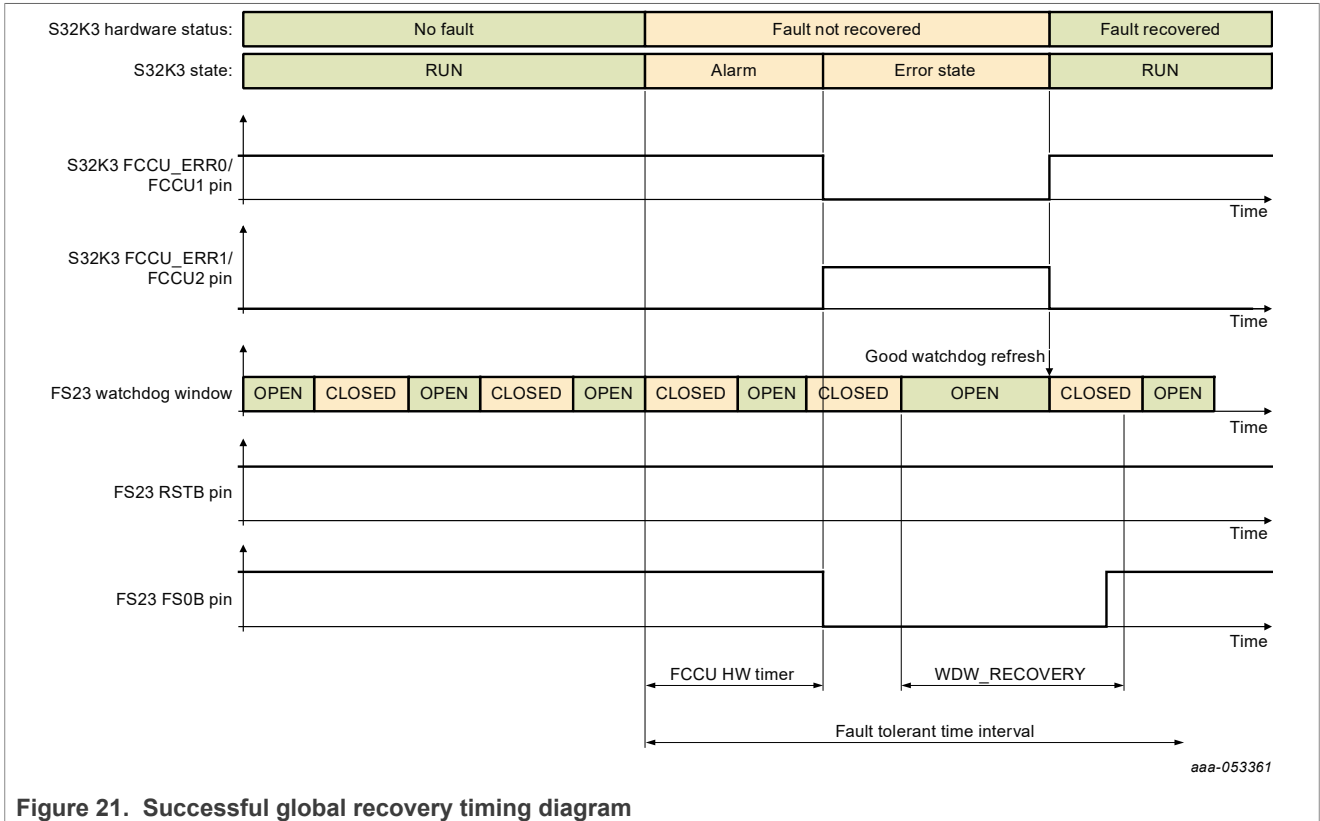 S32K3 hardware status: No fault Fault not recovered Fault recovered
S32K3 state: RUN Alarm Error state RUN
S32K3 FCCU_ERR0/
FCCU1 pin
Time
S32K3 FCCU_ERR1/
FCCU2 pin
Time
Good watchdog refresh
FS23 watchdog window OPEN CLOSED OPEN CLOSED OPEN CLOSED OPEN CLOSED OPEN CLOSED OPEN
Time
FS23 RSTB pin
Time
FS23 FS0B pin
Time
FCCU HW timer WDW_RECOVERY
Fault tolerant time interval
aaa-053361
Figure 21. Successful global recovery timing diagram